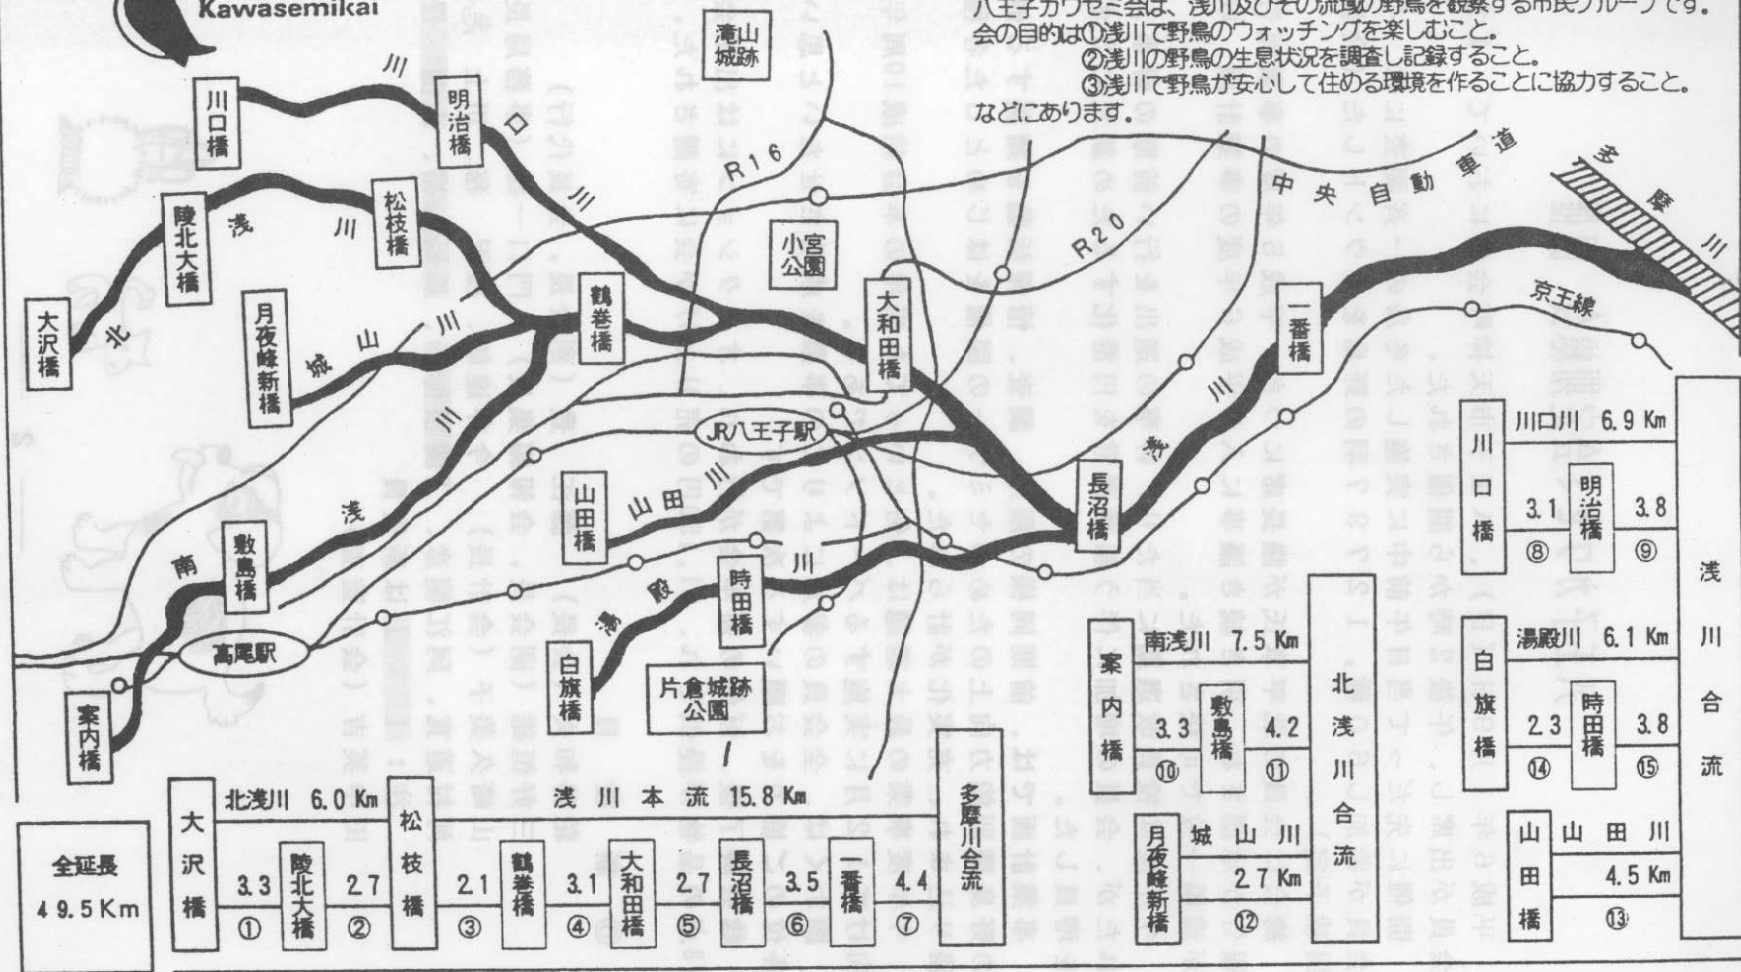 Kawasemikai
八王子カワセミ会は、浅川及びその流域の野鳥を観察する市民グループです。
会の目的は①浅川で野鳥のウォッチングを楽しむこと。
②浅川の野鳥の生息状況を調査し記録すること。
③浅川で野鳥が安心して住める環境を作ることに協力すること。
などにあります。
滝山城跡
川口橋
川
明治橋
口
川
R16
R20
中央自動車道
多摩川
陵北大橋
浅
川
松枝橋
小宮公園
大沢橋
北
月夜峰新橋
城山川
鶴巻橋
大和田橋
一番橋
京王線
川
JR八王子駅
川
浅
長沼橋
山田橋
山田川
南
敷島橋
浅
時田橋
川
殿
湯
高尾駅
白旗橋
片倉城跡公園
案内橋
川口橋
川口川 6.9 Km
3.1
明治橋
3.8
⑧
⑨
浅川合流
案内橋
南浅川 7.5 Km
3.3
敷島橋
4.2
⑩
⑪
北浅川合流
白旗橋
湯殿川 6.1 Km
2.3
時田橋
3.8
⑭
⑮
月夜峰新橋
城山川
2.7 Km
⑫
山田橋
山田川
4.5 Km
⑬
全延長
49.5Km
大沢橋
北浅川 6.0 Km
松枝橋
浅川本流 15.8 Km
多摩川合流
3.3
陵北大橋
2.7
2.1
鶴巻橋
3.1
大和田橋
2.7
長沼橋
3.5
一番橋
4.4
①
②
③
④
⑤
⑥
⑦